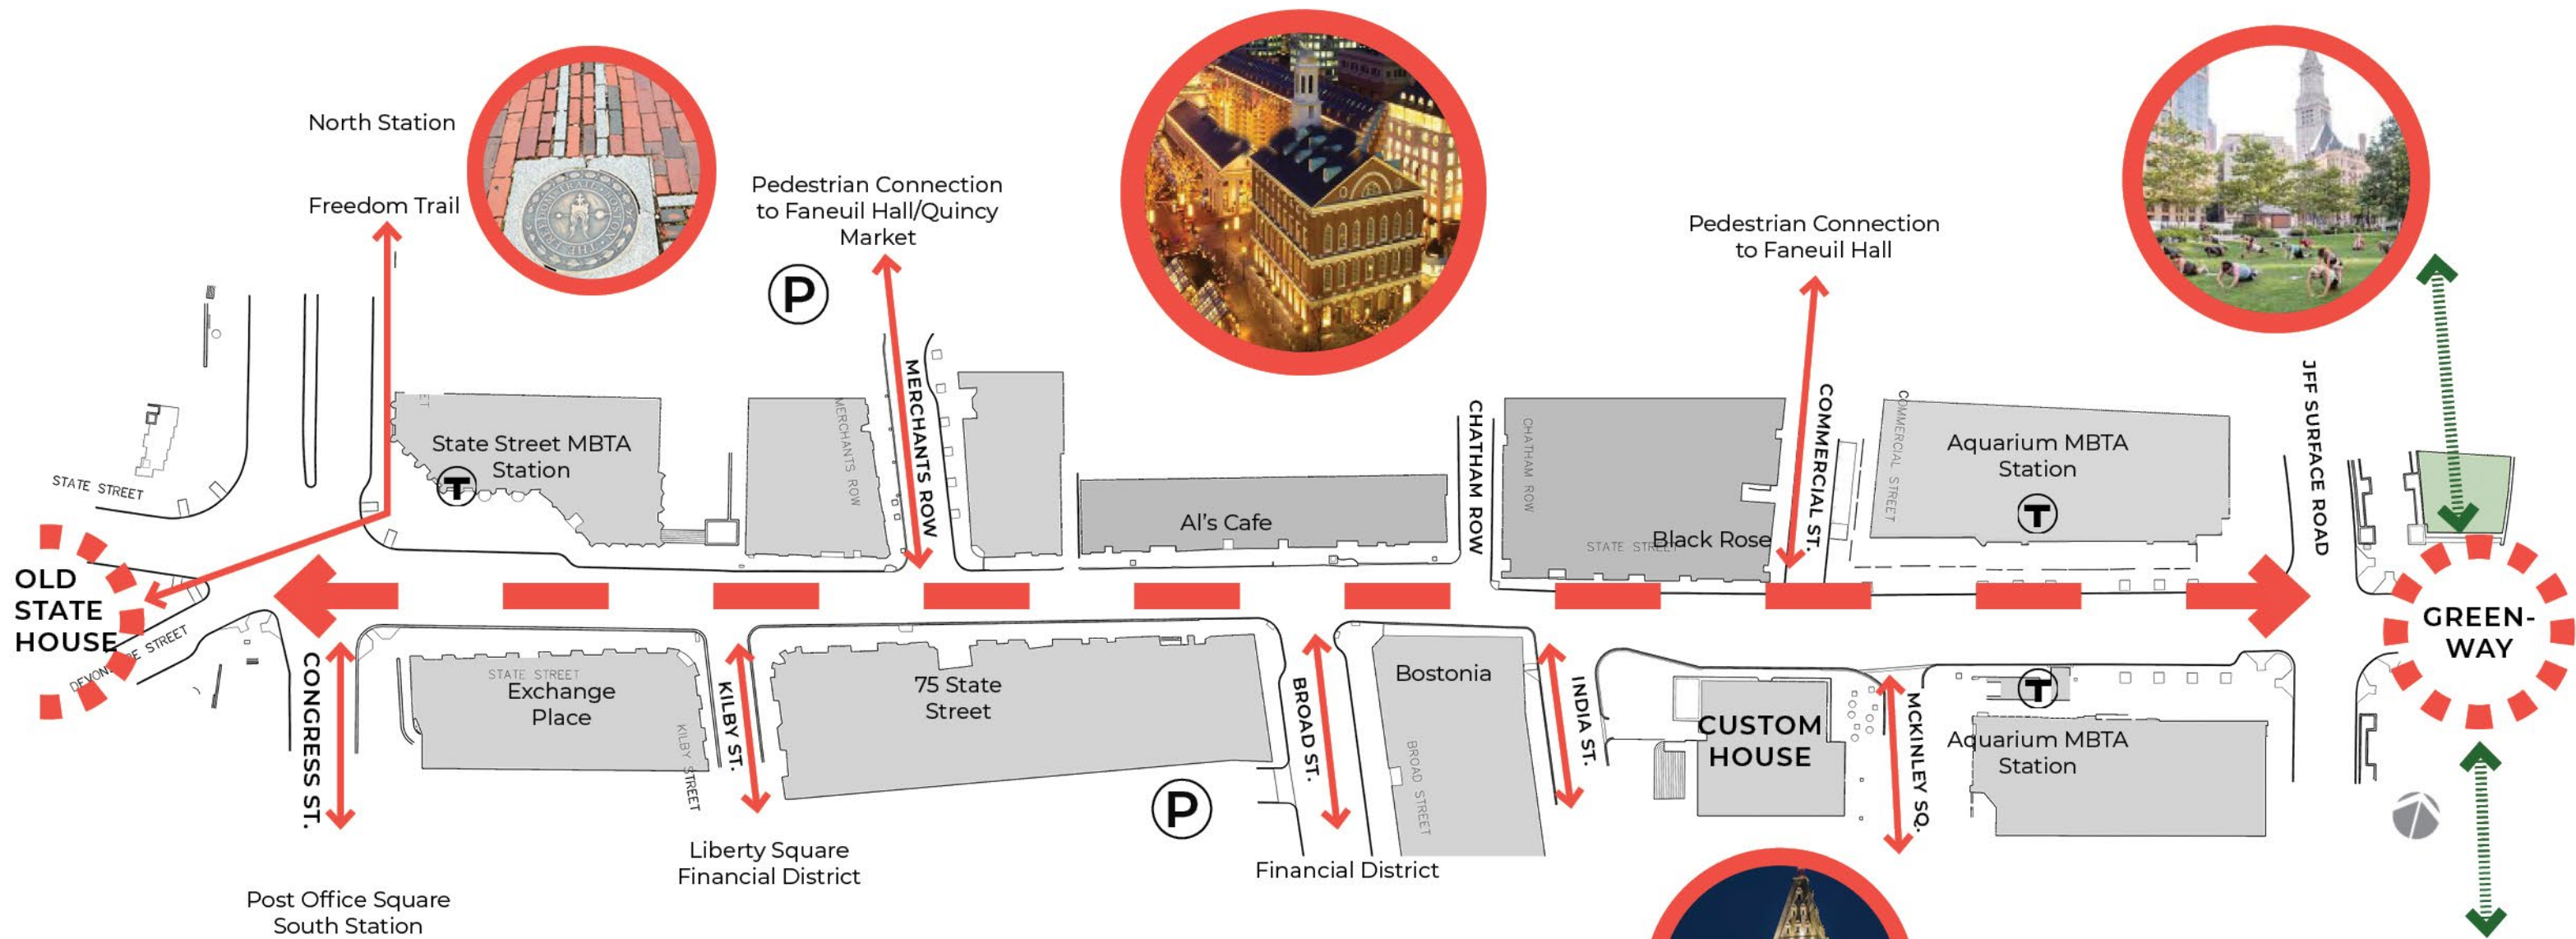 North Station
Freedom Trail
Pedestrian Connection
to Faneuil Hall/Quincy
Market
P
Pedestrian Connection
to Faneuil Hall
STATE STREET
ET
State Street MBTA
Station
T
MERCHANTS ROW
MERCHANTS ROW
Al's Cafe
CHATHAM ROW
CHATHAM ROW
STATE STREET
Black Rose
COMMERCIAL ST.
COMMERCIAL STREET
Aquarium MBTA
Station
T
JFF SURFACE ROAD
OLD
STATE
HOUSE
DEVON
RE STREET
CONGRESS ST.
STATE STREET
Exchange
Place
KILBY STREET
KILBY ST.
75 State
Street
BROAD ST.
Bostonia
BROAD STREET
INDIA ST.
CUSTOM
HOUSE
MCKINLEY SQ.
T
Aquarium MBTA
Station
GREEN-
WAY
P
Liberty Square
Financial District
Financial District
Post Office Square
South Station